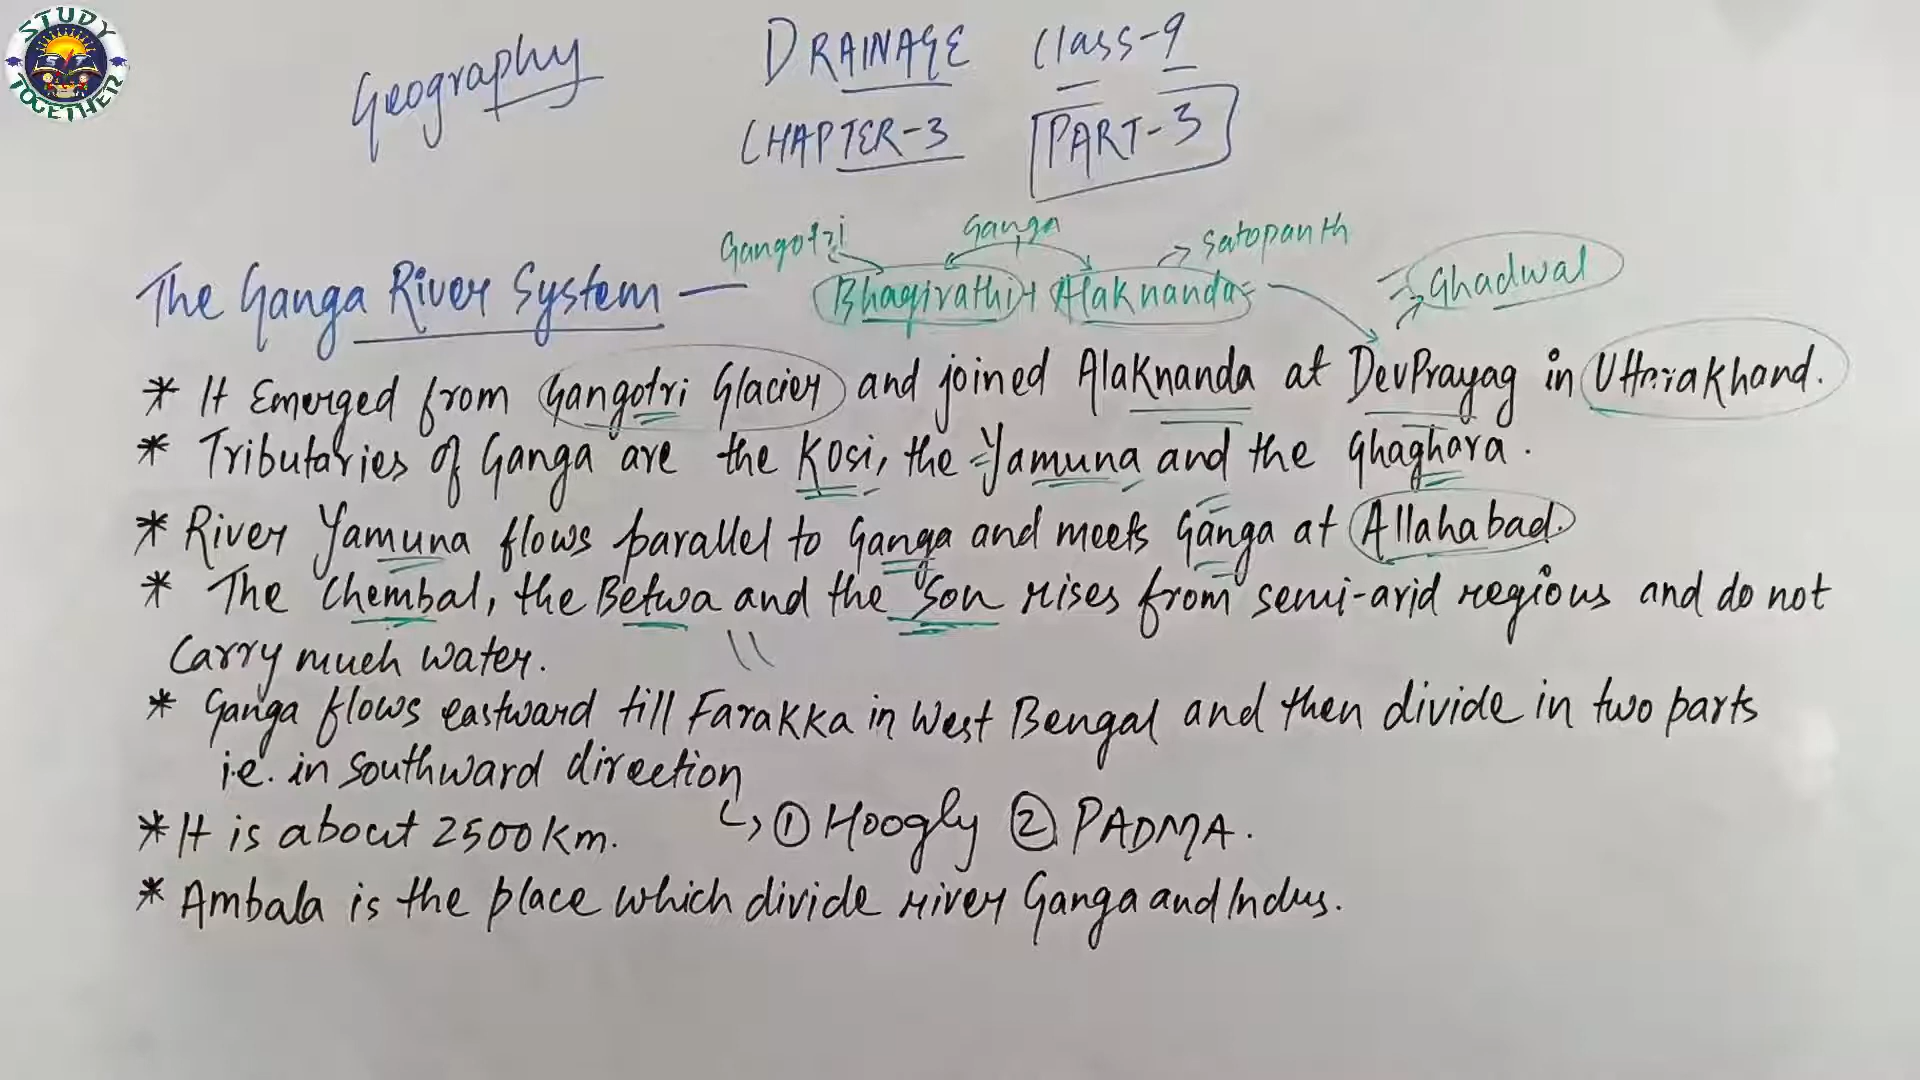 STUDY
ST
TOGETHER
Geography
DRAINAGE Class-9
CHAPTER-3 PART-3
Gangotri Ganga Satopanth
The Ganga River System — Bhagirathi + Alaknanda = Ghadwal
* It Emerged from Gangotri Glacier and joined Alaknanda at DevPrayag in Uttrakhand.
* Tributaries of Ganga are the Kosi, the Yamuna and the Ghaghara.
* River Yamuna flows parallel to Ganga and meets Ganga at Allahabad.
* The Chembal, the Betwa and the Son rises from semi-arid regions and do not
carry much water.
* Ganga flows eastward till Farakka in West Bengal and then divide in two parts
i.e. in southward direction
* It is about 2500km. ↳ ① Hoogly ② PADMA.
* Ambala is the place which divide river Ganga and Indus.